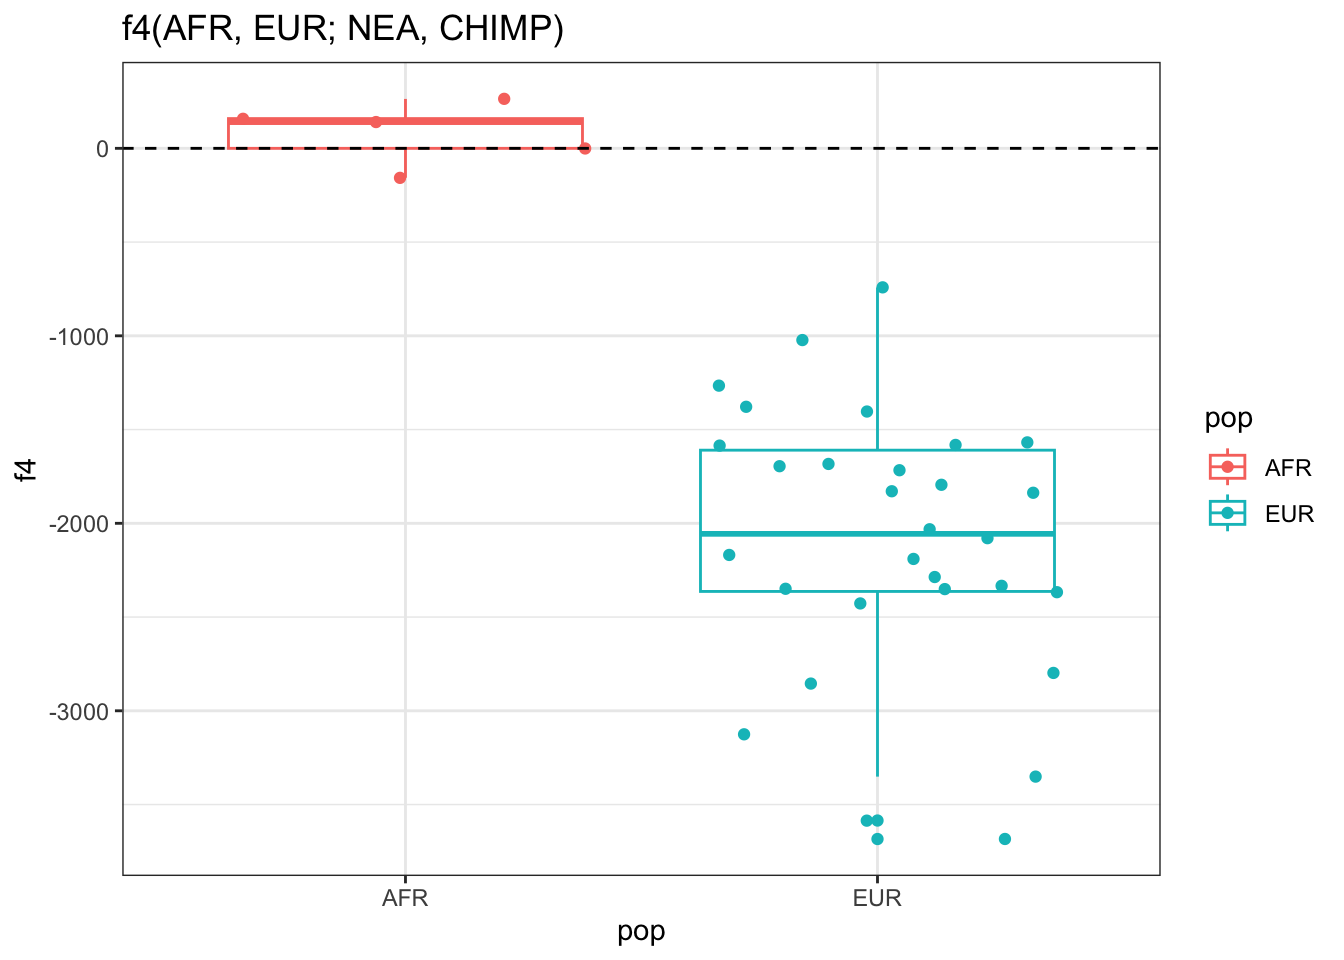 f4(AFR, EUR; NEA, CHIMP)
0
-1000
-2000
-3000
f4
AFR
EUR
pop
pop
AFR
EUR